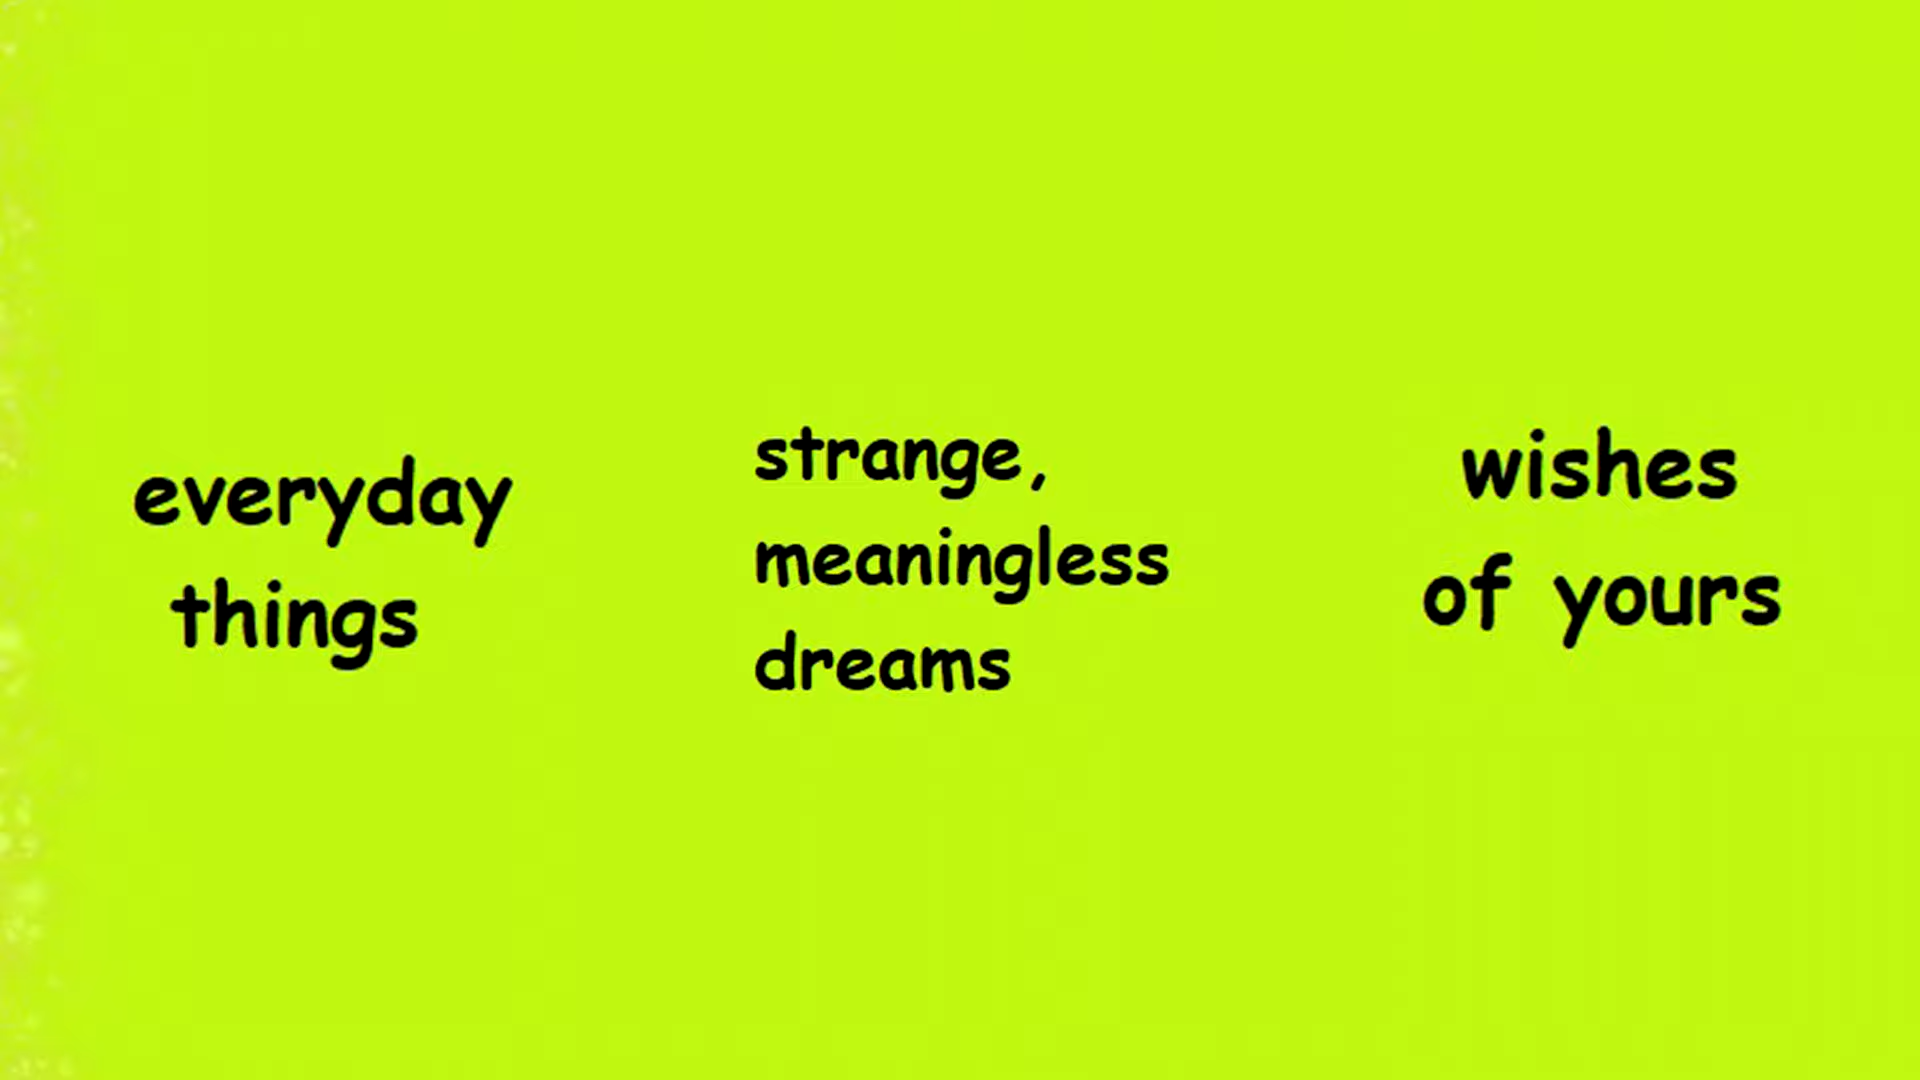 everyday
things
strange,
meaningless
dreams
wishes
of yours